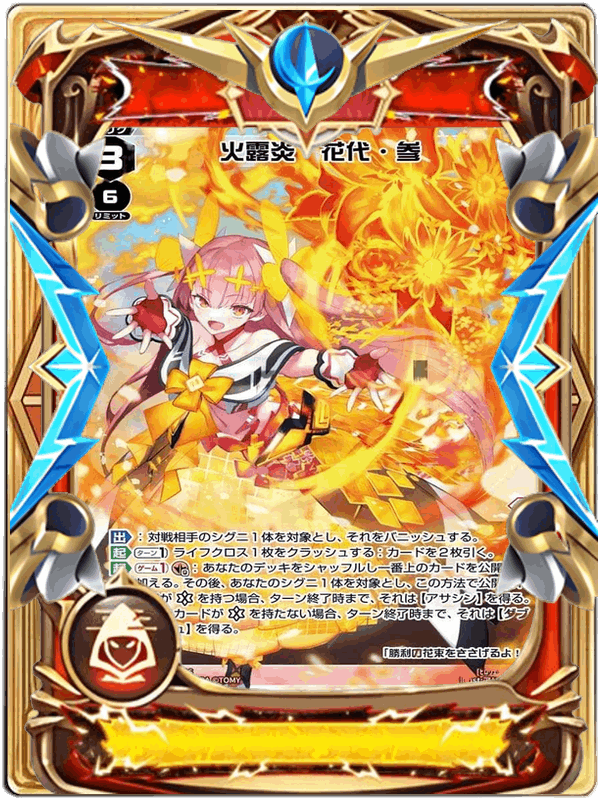 火露炎 花代・参
3
6
リミット
出：対戦相手のシグニ１体を対象とし、それをバニッシュする。
起 ターン1 ライフクロス１枚をクラッシュする：カードを２枚引く。
ゲーム1 ：あなたのデッキをシャッフルし一番上のカードを公開
加える。その後、あなたのシグニ１体を対象とし、この方法で公開
が を持つ場合、ターン終了時まで、それは【アサシン】を得る。
カードが を持たない場合、ターン終了時まで、それは【ダブ
】を得る。
「勝利の花束をささげるよ！
TOMY